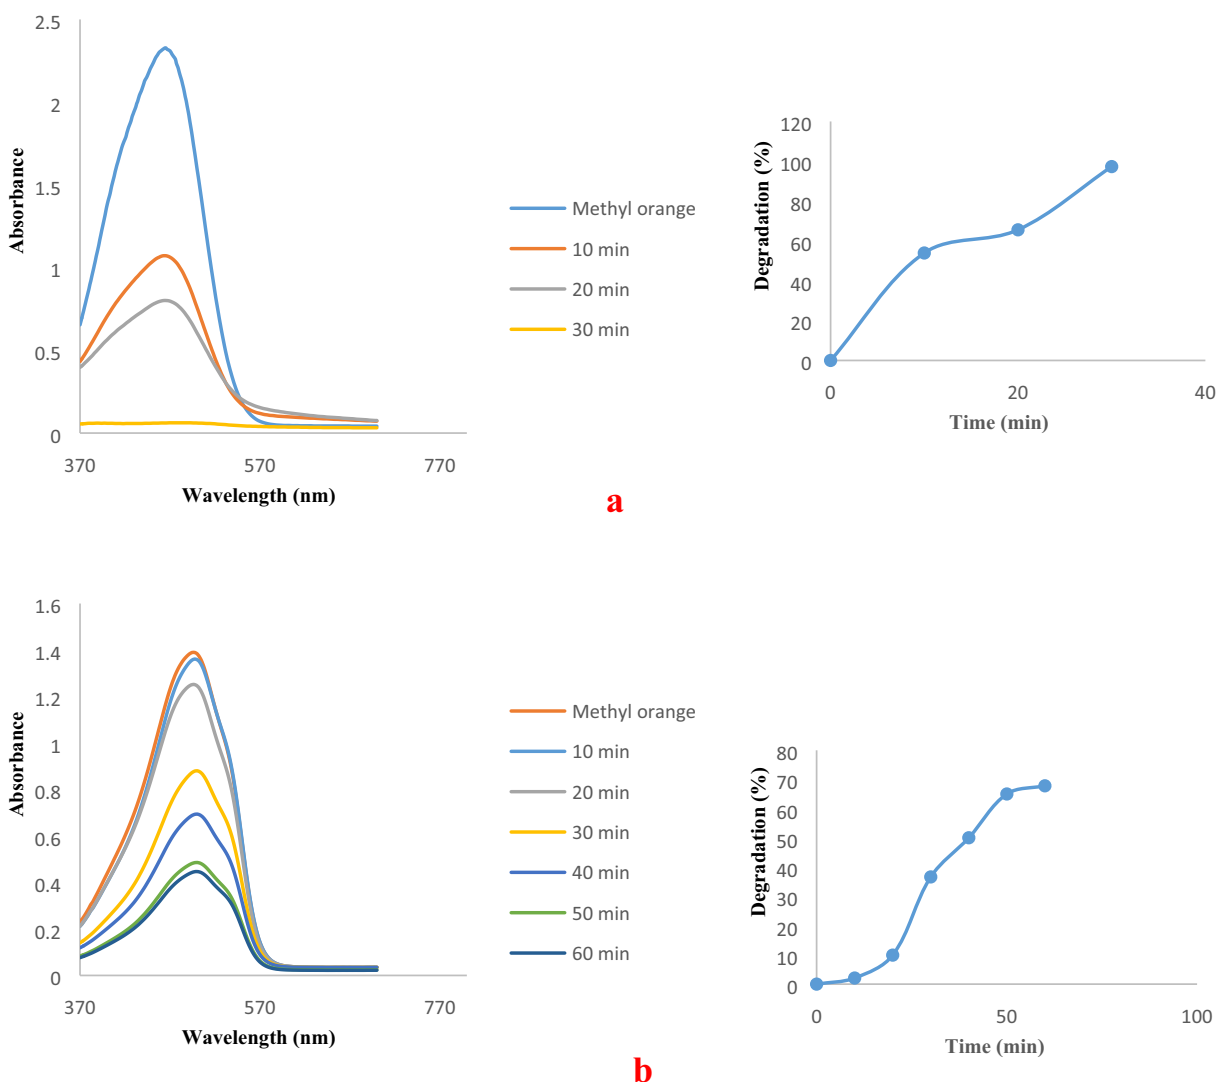 2.5
2
1.5
1
0.5
0
370
570
770
Absorbance
Wavelength (nm)
Methyl orange
10 min
20 min
30 min
120
100
80
60
40
20
0
0
20
40
Degradation (%)
Time (min)
a
1.6
1.4
1.2
1
0.8
0.6
0.4
0.2
0
370
570
770
Absorbance
Wavelength (nm)
Methyl orange
10 min
20 min
30 min
40 min
50 min
60 min
80
70
60
50
40
30
20
10
0
0
50
100
Degradation (%)
Time (min)
b